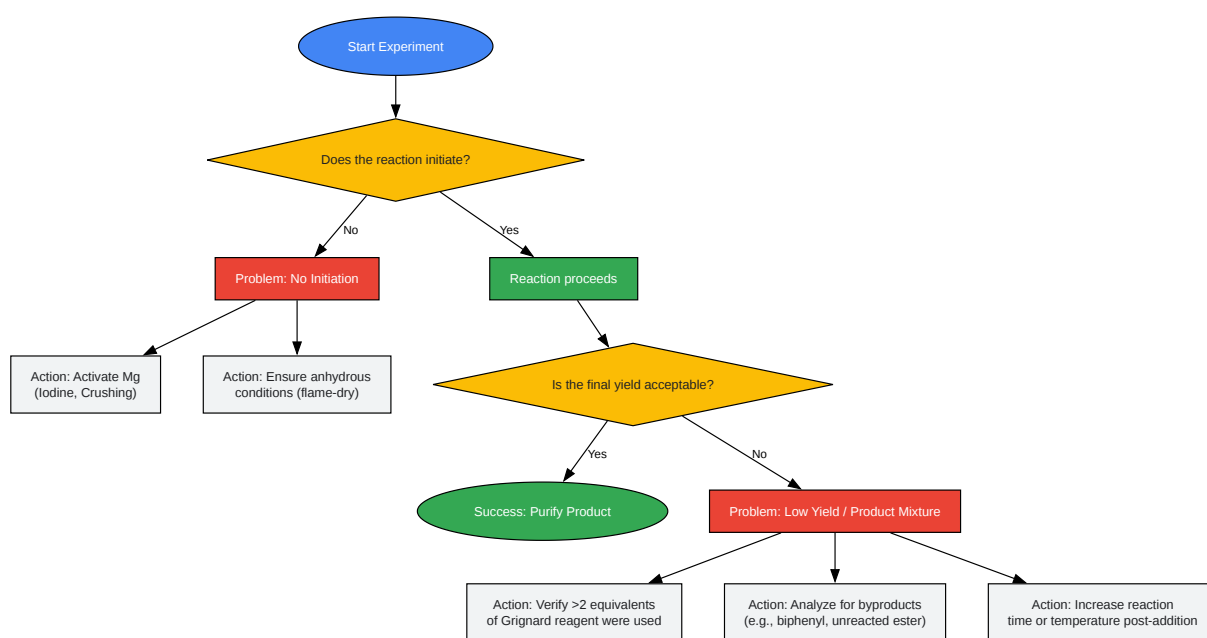 Start Experiment
Does the reaction initiate?
No
Yes
Problem: No Initiation
Reaction proceeds
Action: Activate Mg
(Iodine, Crushing)
Action: Ensure anhydrous
conditions (flame-dry)
Is the final yield acceptable?
Yes
No
Success: Purify Product
Problem: Low Yield / Product Mixture
Action: Verify >2 equivalents
of Grignard reagent were used
Action: Analyze for byproducts
(e.g., biphenyl, unreacted ester)
Action: Increase reaction
time or temperature post-addition